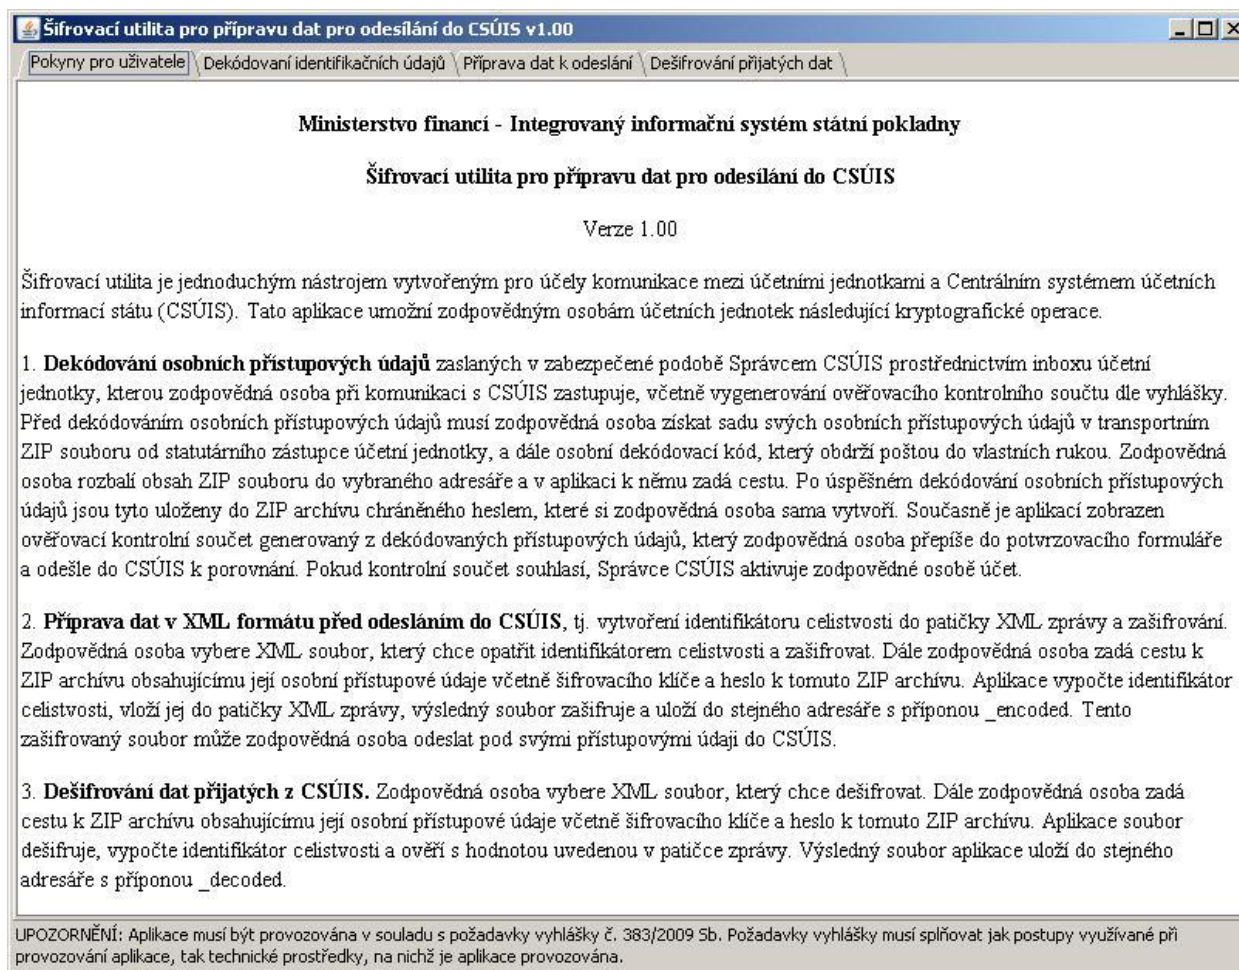 Šifrovací utilita pro přípravu dat pro odesílání do CSÚIS v1.00
Pokyny pro uživatele Dekódovaní identifikačních údajů Příprava dat k odeslání Dešifrování přijatých dat
Ministerstvo financí - Integrovaný informační systém státní pokladny
Šifrovací utilita pro přípravu dat pro odesílání do CSÚIS
Verze 1.00
Šifrovací utilita je jednoduchým nástrojem vytvořeným pro účely komunikace mezi účetními jednotkami a Centrálním systémem účetních
informací státu (CSÚIS). Tato aplikace umožní zodpovědným osobám účetních jednotek následující kryptografické operace.
1. Dekódování osobních přístupových údajů zaslaných v zabezpečené podobě Správcem CSÚIS prostřednictvím inboxu účetní
jednotky, kterou zodpovědná osoba při komunikaci s CSÚIS zastupuje, včetně vygenerování ověřovacího kontrolního součtu dle vyhlášky.
Před dekódováním osobních přístupových údajů musí zodpovědná osoba získat sadu svých osobních přístupových údajů v transportním
ZIP souboru od statutárního zástupce účetní jednotky, a dále osobní dekódovací kód, který obdrží poštou do vlastních rukou. Zodpovědná
osoba rozbalí obsah ZIP souboru do vybraného adresáře a v aplikaci k němu zadá cestu. Po úspěšném dekódování osobních přístupových
údajů jsou tyto uloženy do ZIP archívu chráněného heslem, které si zodpovědná osoba sama vytvoří. Současně je aplikací zobrazen
ověřovací kontrolní součet generovaný z dekódovaných přístupových údajů, který zodpovědná osoba přepíše do potvrzovacího formuláře
a odešle do CSÚIS k porovnání. Pokud kontrolní součet souhlasí, Správce CSÚIS aktivuje zodpovědné osobě účet.
2. Příprava dat v XML formátu před odesláním do CSÚIS, tj. vytvoření identifikátoru celistvosti do patičky XML zprávy a zašifrování.
Zodpovědná osoba vybere XML soubor, který chce opatřit identifikátorem celistvosti a zašifrovat. Dále zodpovědná osoba zadá cestu k
ZIP archívu obsahujícímu její osobní přístupové údaje včetně šifrovacího klíče a heslo k tomuto ZIP archívu. Aplikace vypočte identifikátor
celistvosti, vloží jej do patičky XML zprávy, výsledný soubor zašifruje a uloží do stejného adresáře s příponou _encoded. Tento
zašifrovaný soubor může zodpovědná osoba odeslat pod svými přístupovými údaji do CSÚIS.
3. Dešifrování dat přijatých z CSÚIS. Zodpovědná osoba vybere XML soubor, který chce dešifrovat. Dále zodpovědná osoba zadá
cestu k ZIP archívu obsahujícímu její osobní přístupové údaje včetně šifrovacího klíče a heslo k tomuto ZIP archívu. Aplikace soubor
dešifruje, vypočte identifikátor celistvosti a ověří s hodnotou uvedenou v patičce zprávy. Výsledný soubor aplikace uloží do stejného
adresáře s příponou _decoded.
UPOZORNĚNÍ: Aplikace musí být provozována v souladu s požadavky vyhlášky č. 383/2009 Sb. Požadavky vyhlášky musí splňovat jak postupy využívané při
provozování aplikace, tak technické prostředky, na nichž je aplikace provozována.